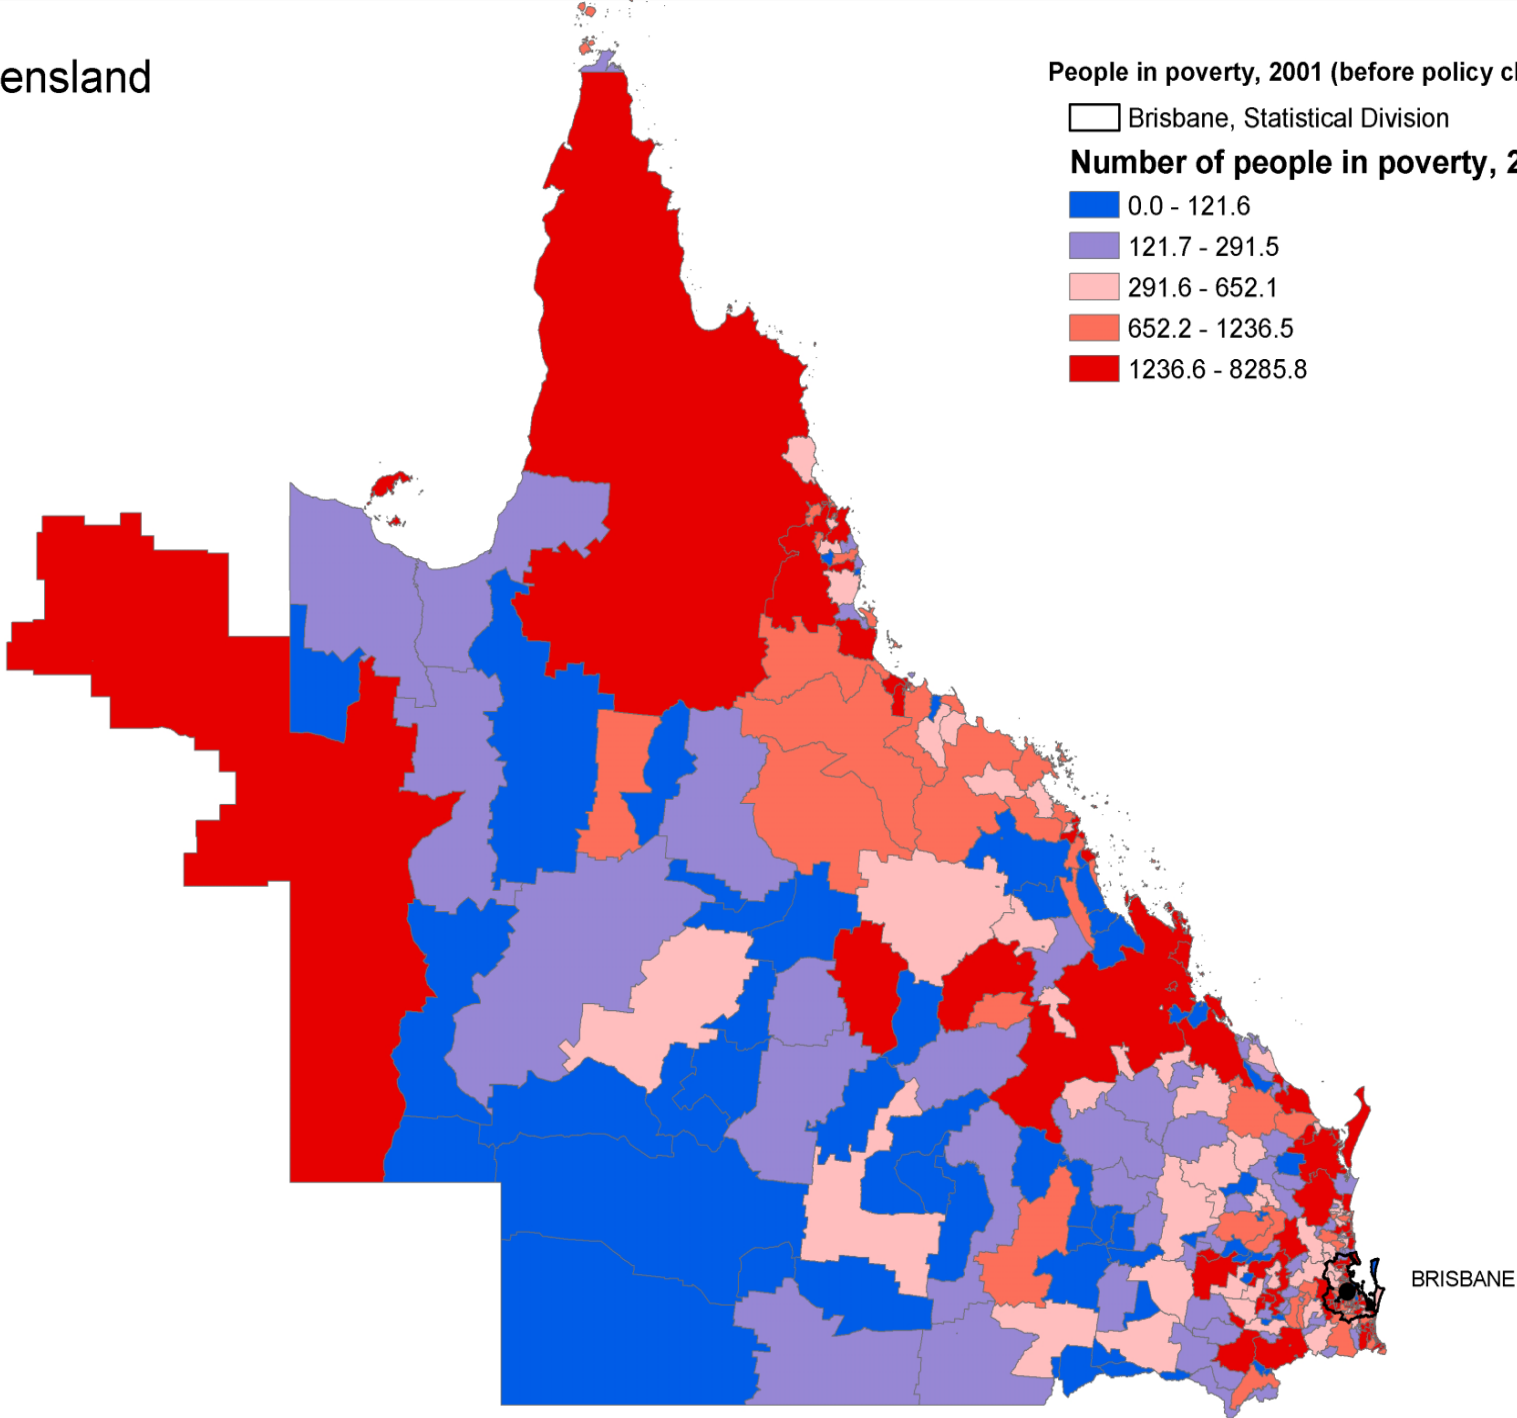 ensland
People in poverty, 2001 (before policy cl
Brisbane, Statistical Division
Number of people in poverty, 2
0.0 - 121.6
121.7 - 291.5
291.6 - 652.1
652.2 - 1236.5
1236.6 - 8285.8
BRISBANE